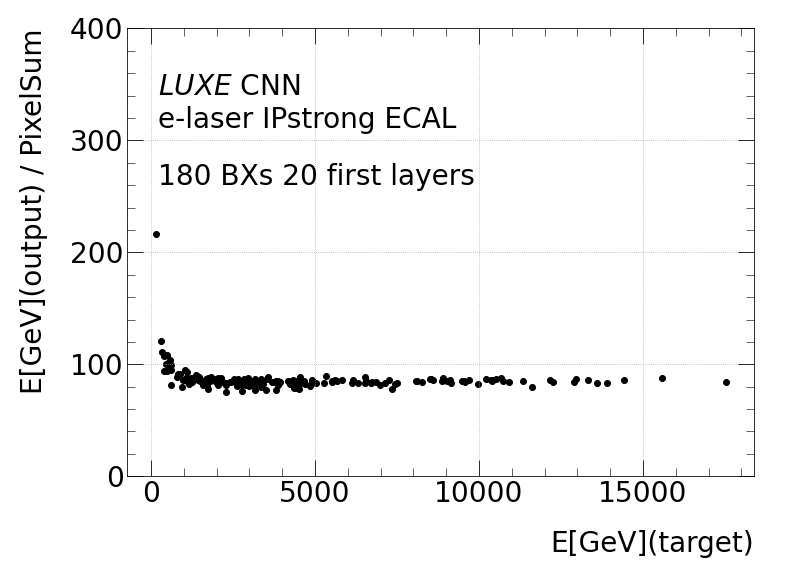 400
300
200
100
0
E[GeV](output) / PixelSum
LUXE CNN
e-laser IPstrong ECAL
180 BXs 20 first layers
0 5000 10000 15000
E[GeV](target)